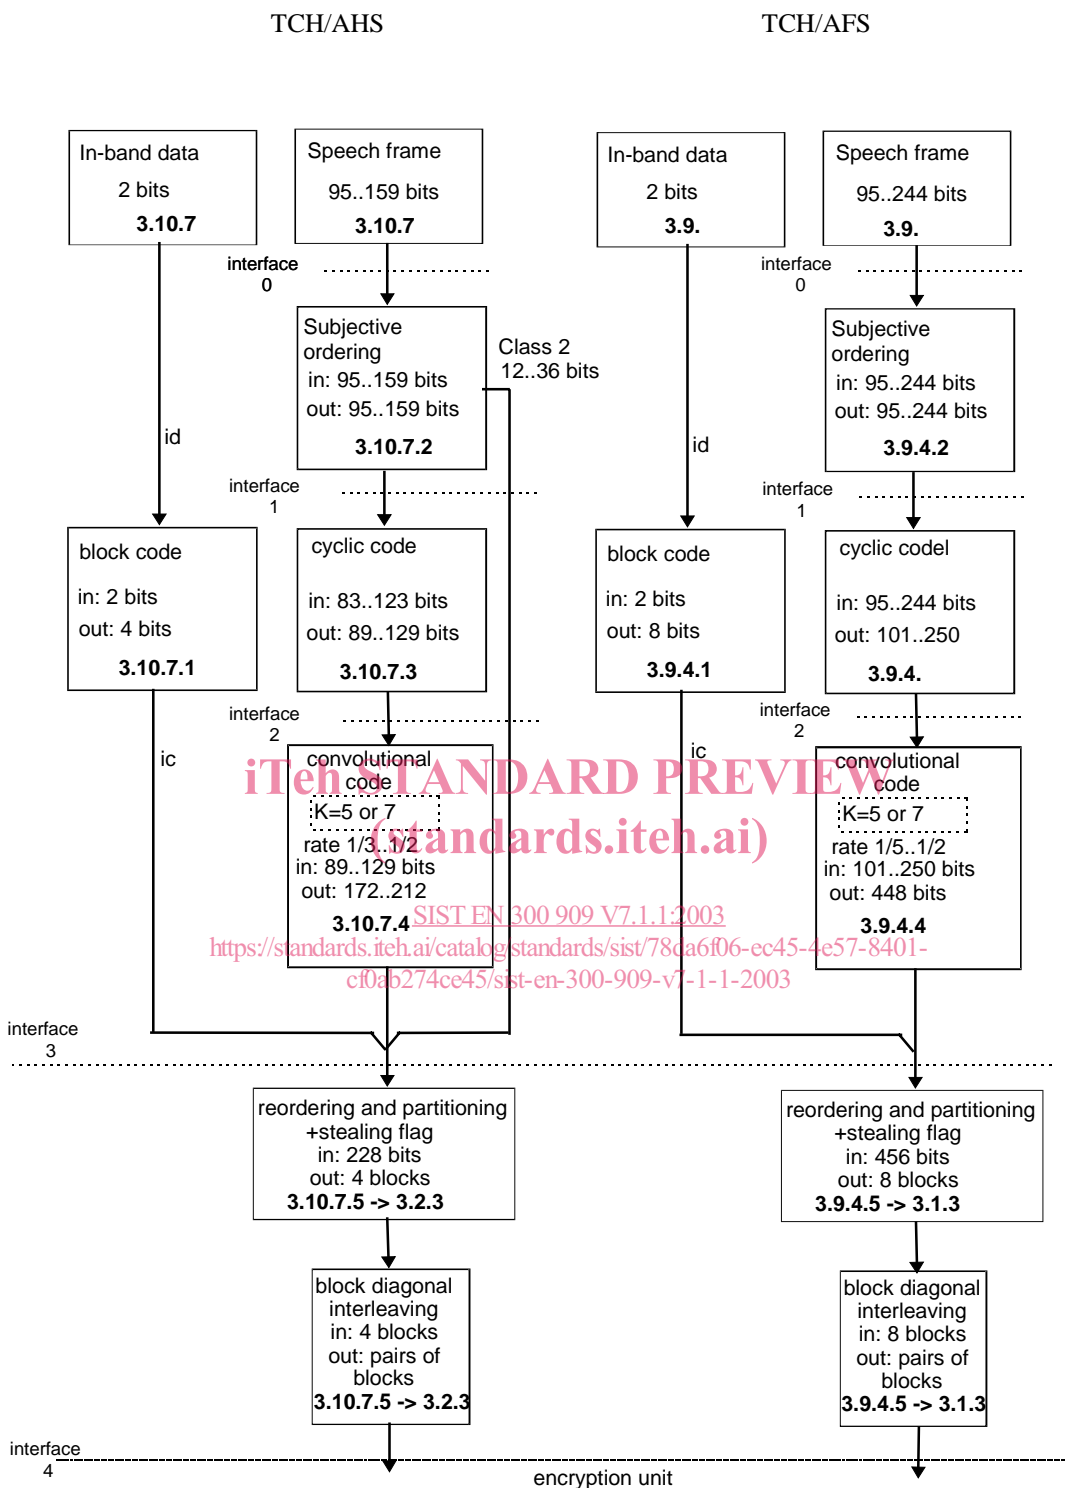 TCH/AHS
TCH/AFS
In-band data
2 bits
3.10.7
Speech frame
95..159 bits
3.10.7
In-band data
2 bits
3.9.
Speech frame
95..244 bits
3.9.
interface
0
interface
0
Subjective
ordering
in: 95..159 bits
out: 95..159 bits
3.10.7.2
Class 2
12..36 bits
Subjective
ordering
in: 95..244 bits
out: 95..244 bits
3.9.4.2
id
id
interface
1
interface
1
block code
in: 2 bits
out: 4 bits
3.10.7.1
cyclic code
in: 83..123 bits
out: 89..129 bits
3.10.7.3
block code
in: 2 bits
out: 8 bits
3.9.4.1
cyclic codel
in: 95..244 bits
out: 101..250
3.9.4.
interface
2
interface
2
ic
ic
convolutional
code
K=5 or 7
rate 1/3..1/2
in: 89..129 bits
out: 172..212
3.10.7.4
convolutional
code
K=5 or 7
rate 1/5..1/2
in: 101..250 bits
out: 448 bits
3.9.4.4
iTeh STANDARD PREVIEW
(standards.iteh.ai)
SIST EN 300 909 V7.1.1:2003
https://standards.iteh.ai/catalog/standards/sist/78da6f06-ec45-4e57-8401-
cf0ab274ce45/sist-en-300-909-v7-1-1-2003
interface
3
reordering and partitioning
+stealing flag
in: 228 bits
out: 4 blocks
3.10.7.5 -> 3.2.3
reordering and partitioning
+stealing flag
in: 456 bits
out: 8 blocks
3.9.4.5 -> 3.1.3
block diagonal
interleaving
in: 4 blocks
out: pairs of
blocks
3.10.7.5 -> 3.2.3
block diagonal
interleaving
in: 8 blocks
out: pairs of
blocks
3.9.4.5 -> 3.1.3
interface
4
encryption unit